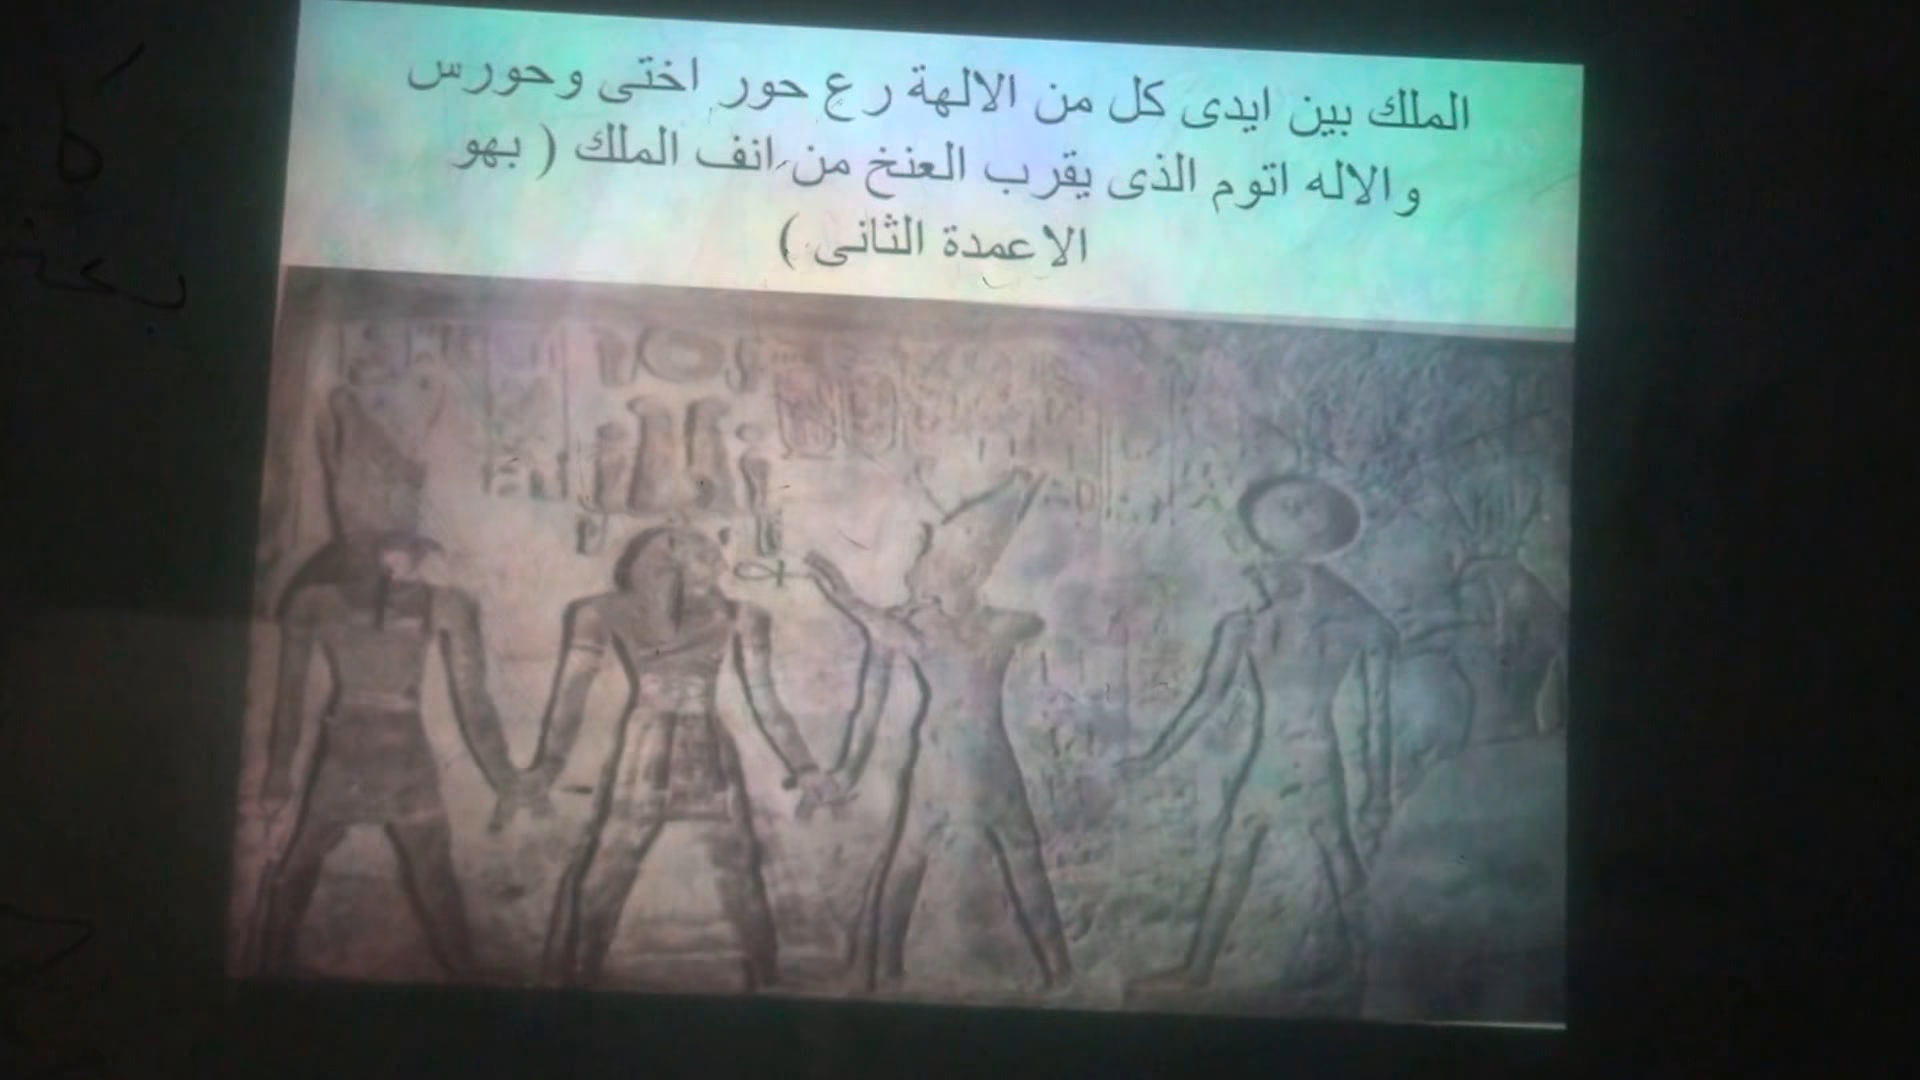 الملك بين ايدى كل من الالهة رع حور اختى وحورس
والاله اتوم الذى يقرب العنخ من انف الملك ( بهو
الاعمدة الثانى )